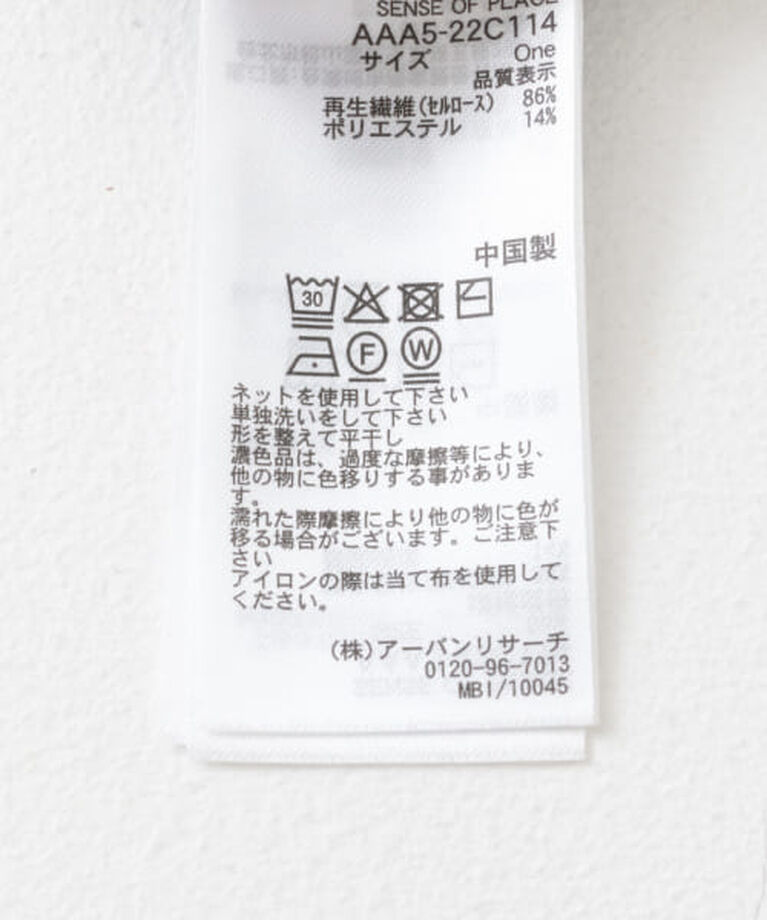 SENSE OF PLACE
AAA5-22C114
サイズ One
品質表示
再生繊維(ｾﾙﾛｰｽ) 86%
ポリエステル 14%
中国製
30
F W
ネットを使用して下さい
単独洗いをして下さい
形を整えて平干し
濃色品は、過度な摩擦等により、
他の物に色移りする事がありま
す。
濡れた際摩擦により他の物に色が
移る場合がございます。ご注意下
さい
アイロンの際は当て布を使用して
ください。
(株)アーバンリサーチ
0120-96-7013
MBI/10045